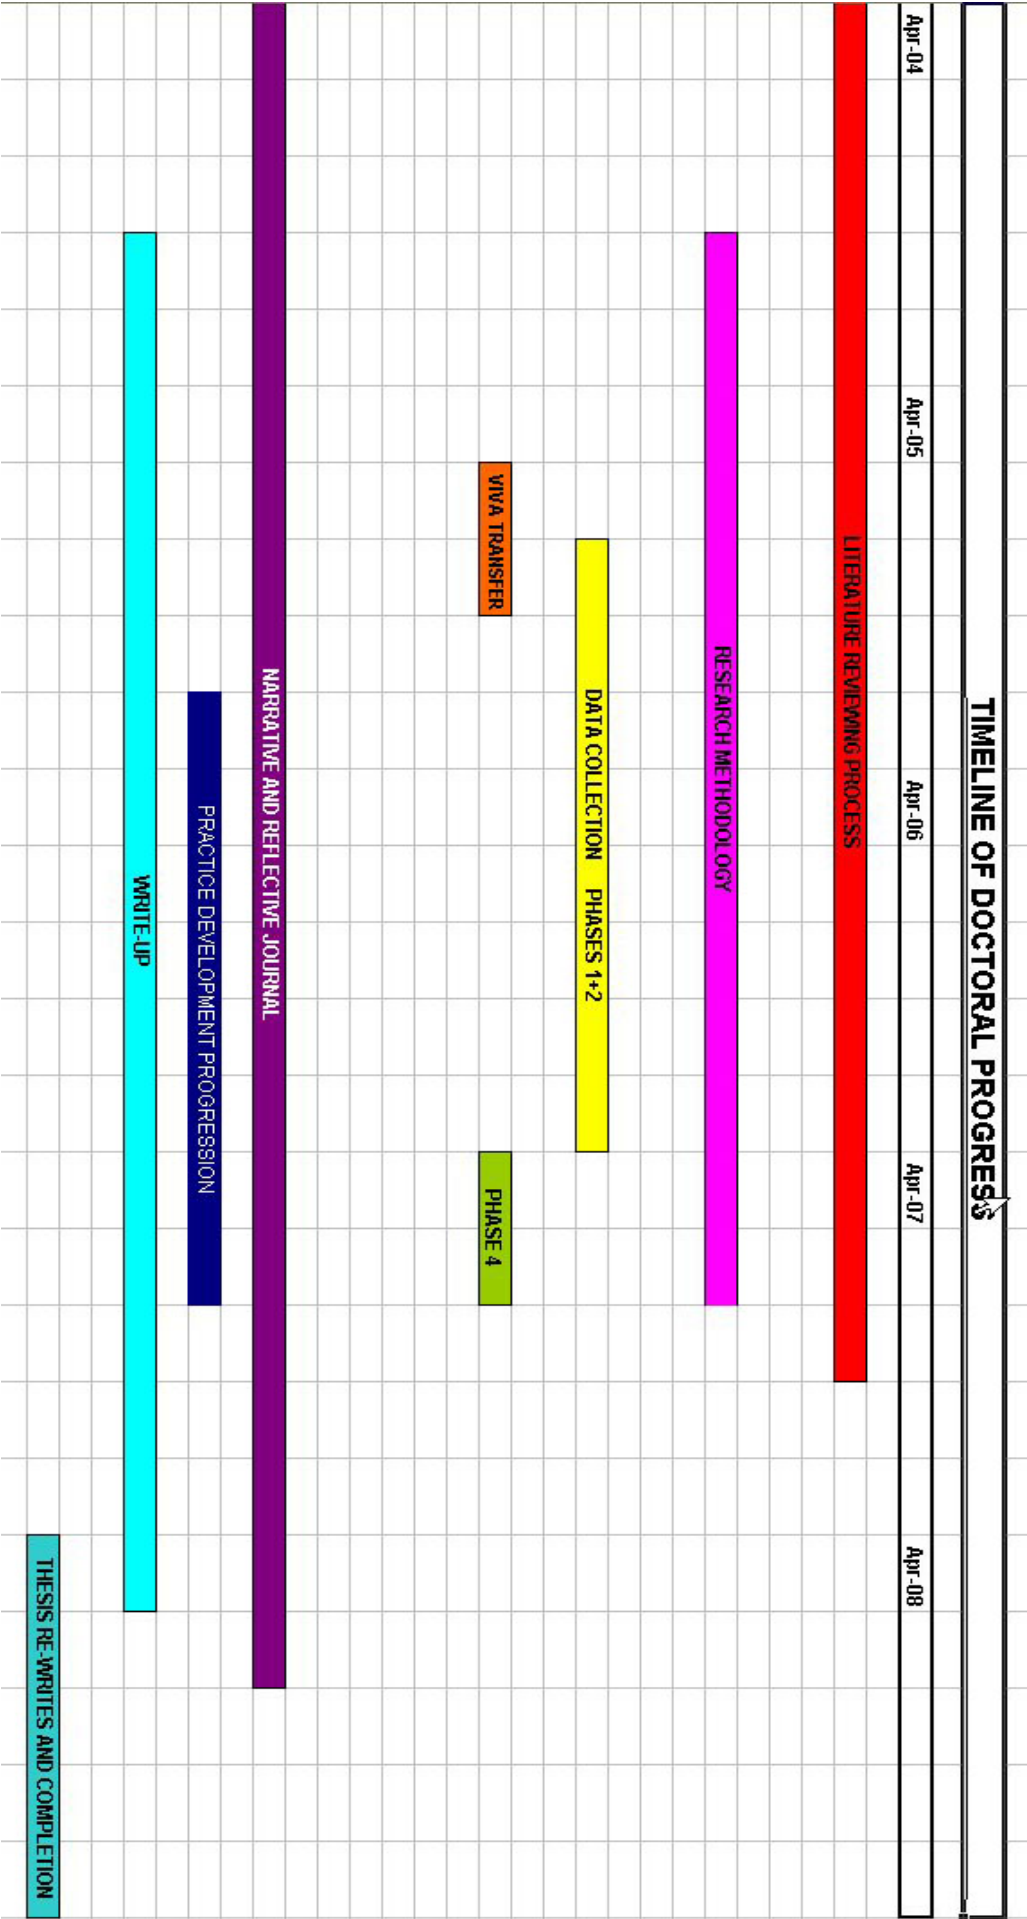 TIMELINE OF DOCTORAL PROGRESS
Apr-04 Apr-05 Apr-06 Apr-07 Apr-08
LITERATURE REVIEWING PROCESS
RESEARCH METHODOLOGY
DATA COLLECTION PHASES 1+2
VIVA TRANSFER
PHASE 4
NARRATIVE AND REFLECTIVE JOURNAL
PRACTICE DEVELOPMENT PROGRESSION
WRITE-UP
THESIS RE-WRITES AND COMPLETION